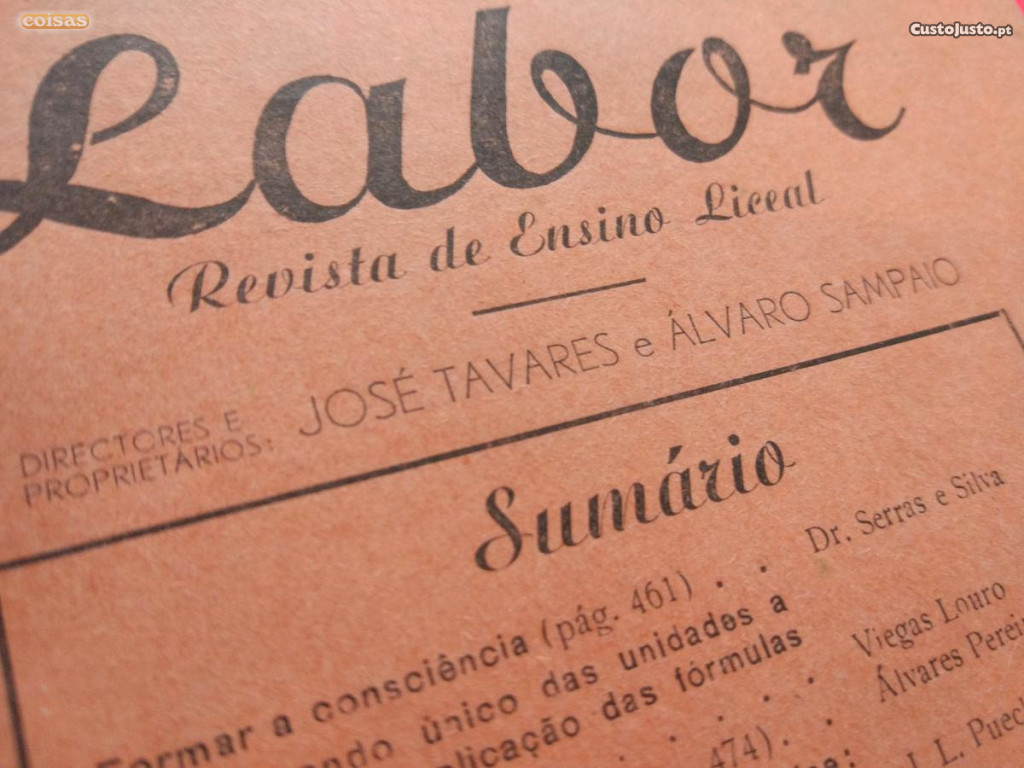 coisas
CustoJusto.pt
Labor
Revista de Ensino Liceal
DIRECTORES E
PROPRIETÁRIOS:
JOSÉ TAVARES e ÁLVARO SAMPAIO
Sumário
Formar a consciência (pág. 461) . . Dr. Serras e Silva
único das unidades a
das fórmulas
Viegas Louro
Álvares
474) . .
J. L.